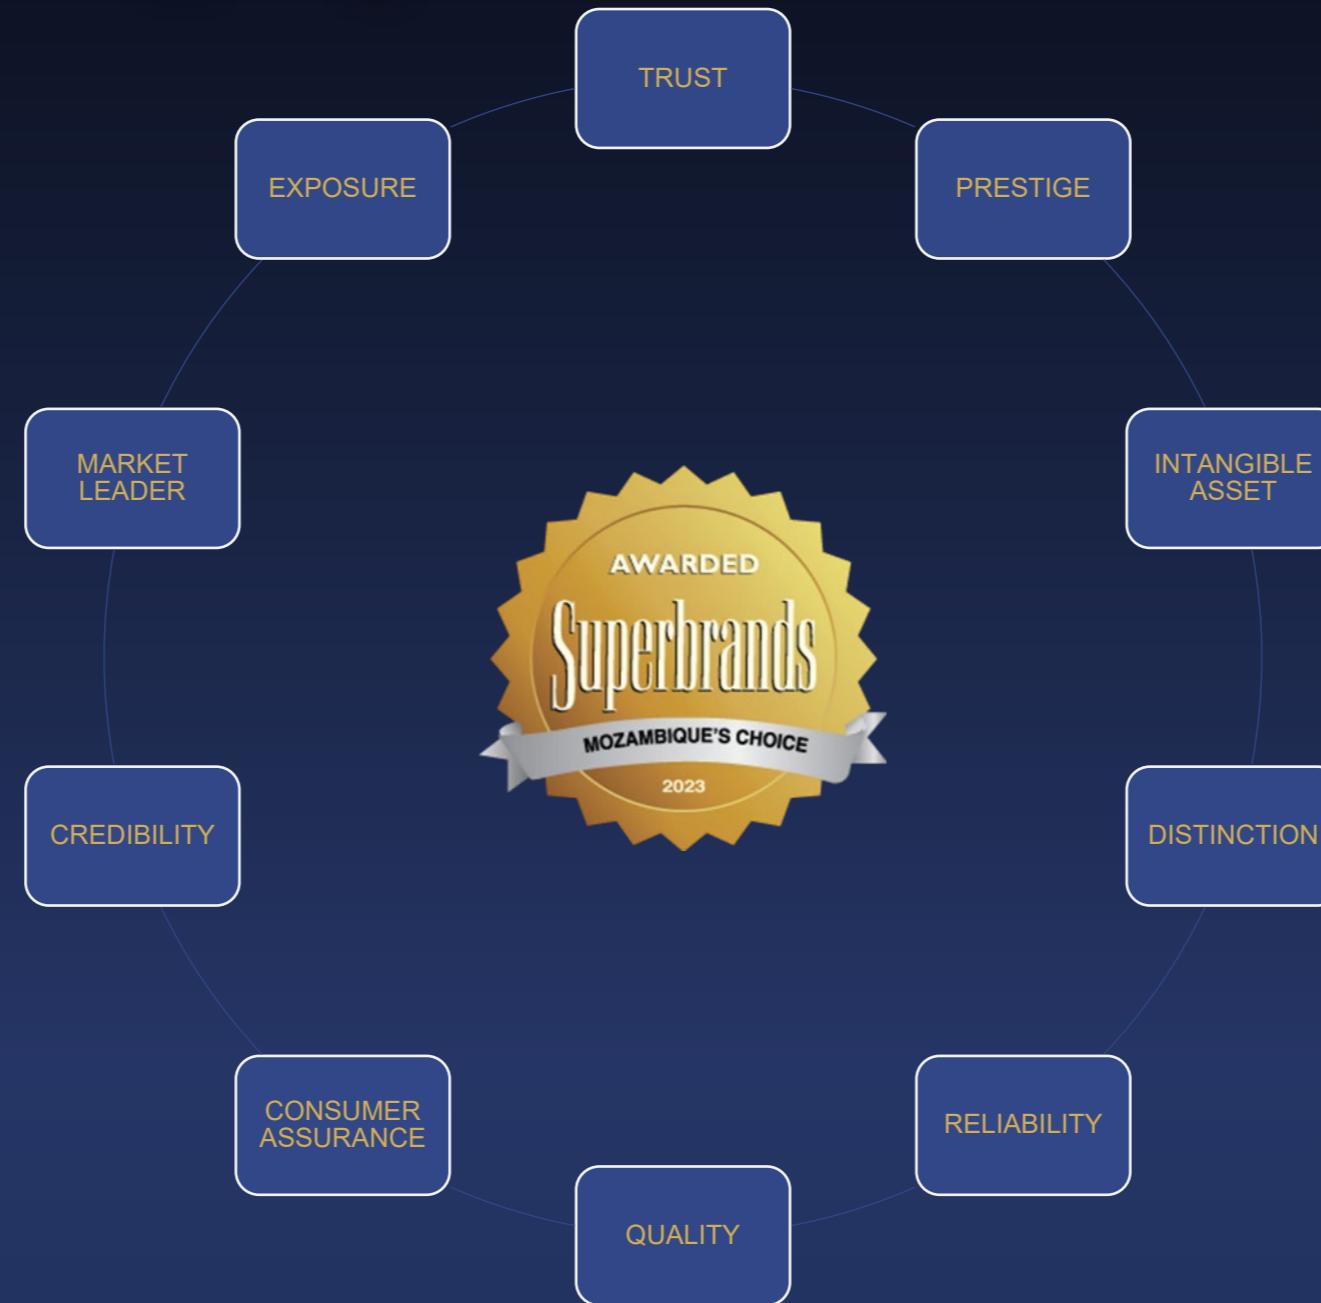 TRUST
PRESTIGE
INTANGIBLE
ASSET
DISTINCTION
RELIABILITY
QUALITY
CONSUMER
ASSURANCE
CREDIBILITY
MARKET
LEADER
EXPOSURE
AWARDED
Superbrands
MOZAMBIQUE'S CHOICE
2023